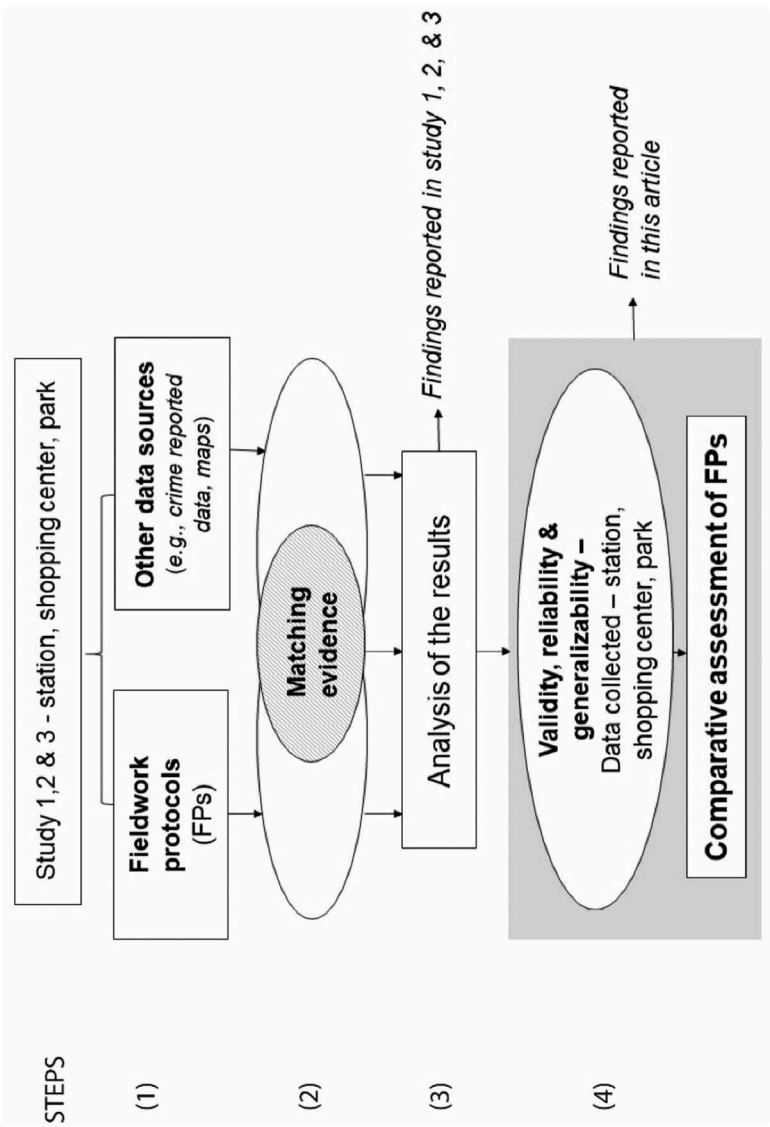 STEPS
Study 1,2 & 3 - station, shopping center, park
(1)
Fieldwork
protocols
(FPs)
Other data sources
(e.g., crime reported
data, maps)
(2)
Matching
evidence
(3)
Analysis of the results
Findings reported in study 1, 2, & 3
(4)
Validity, reliability &
generalizability –
Data collected – station,
shopping center, park
Findings reported
in this article
Comparative assessment of FPs